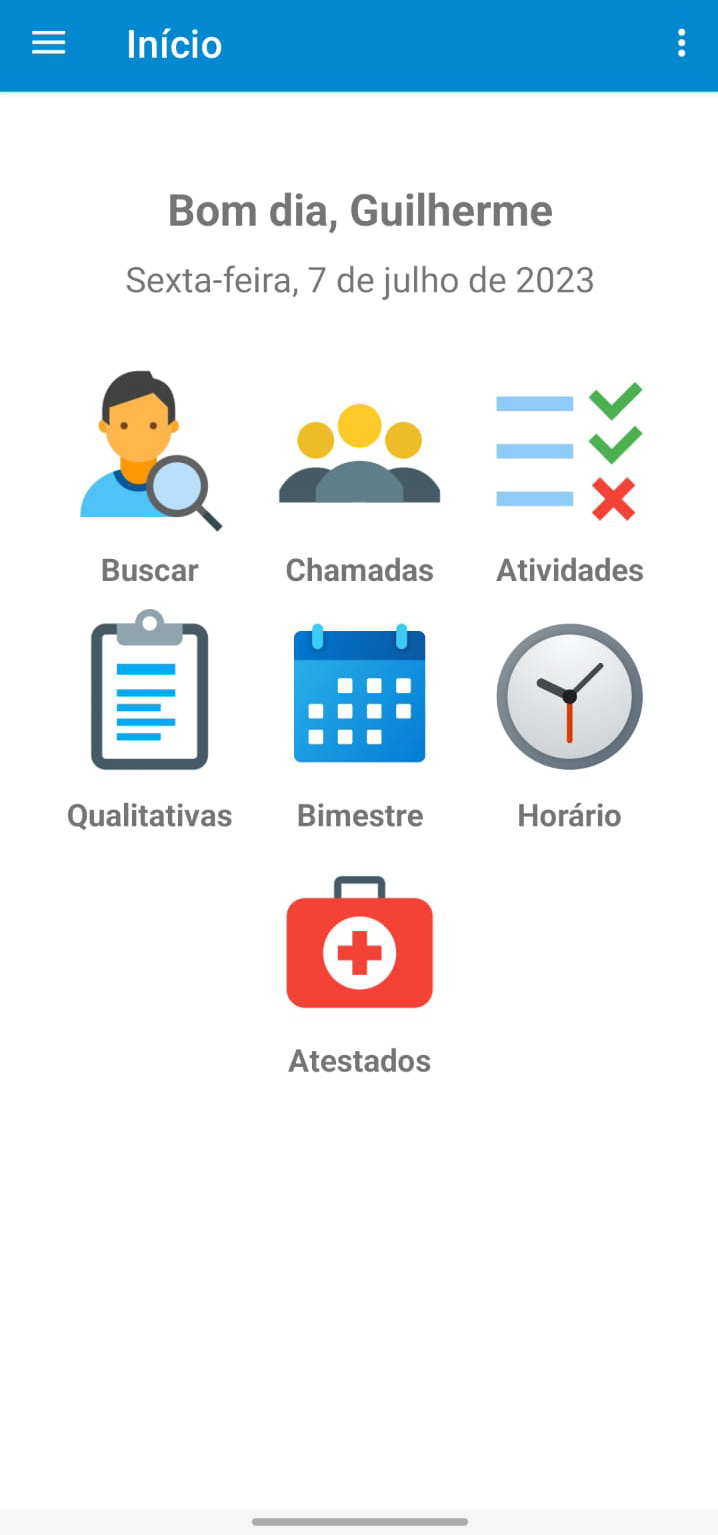 Início
Bom dia, Guilherme
Sexta-feira, 7 de julho de 2023
Buscar
Chamadas
Atividades
Qualitativas
Bimestre
Horário
Atestados